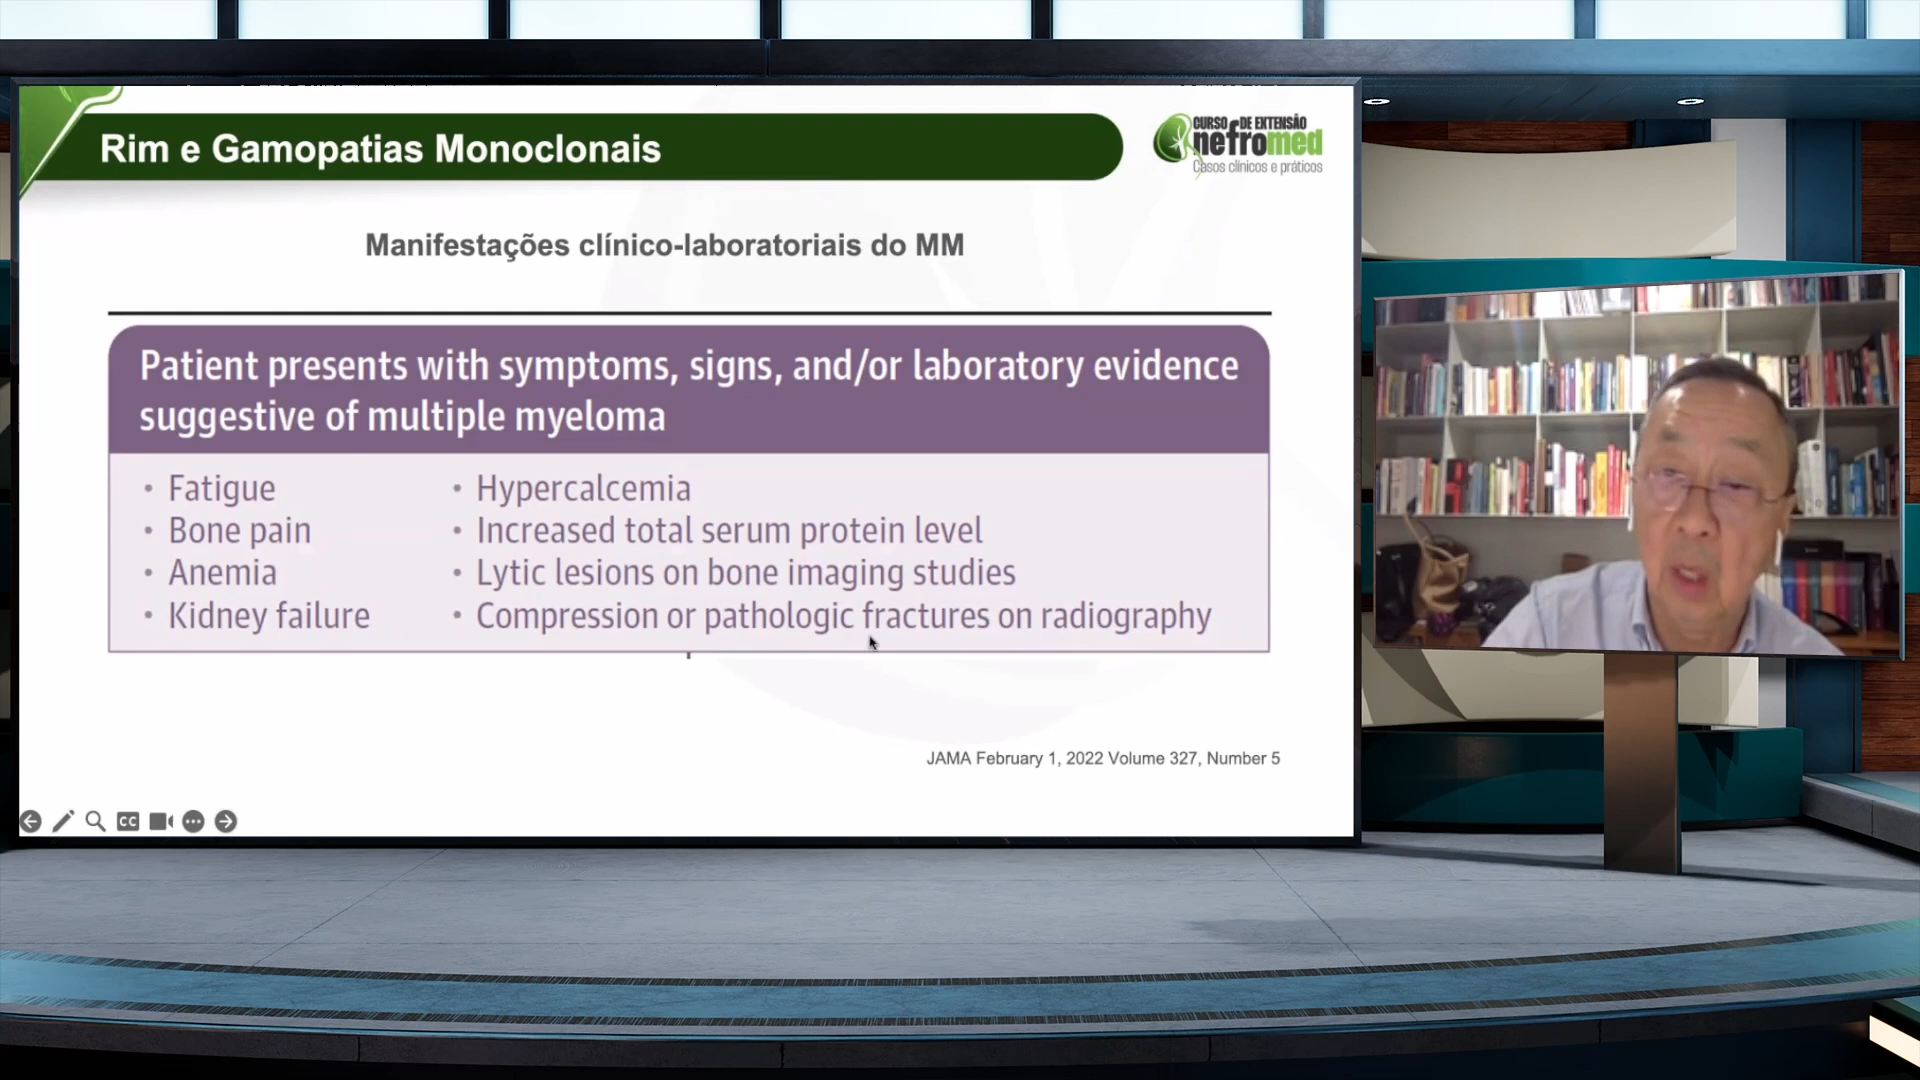 Rim e Gamopatias Monoclonais
CURSO DE EXTENSÃO
nefromed
Casos clínicos e práticos
Manifestações clínico-laboratoriais do MM
Patient presents with symptoms, signs, and/or laboratory evidence
suggestive of multiple myeloma
• Fatigue
• Bone pain
• Anemia
• Kidney failure
• Hypercalcemia
• Increased total serum protein level
• Lytic lesions on bone imaging studies
• Compression or pathologic fractures on radiography
JAMA February 1, 2022 Volume 327, Number 5
CC